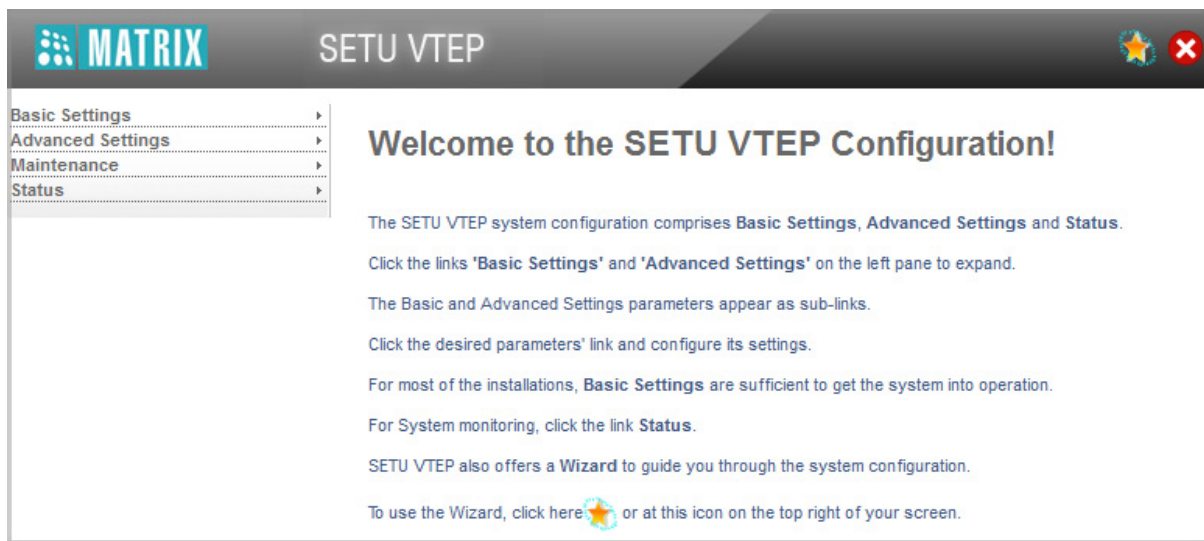 MATRIX
SETU VTEP
Basic Settings
Advanced Settings
Maintenance
Status
Welcome to the SETU VTEP Configuration!
The SETU VTEP system configuration comprises Basic Settings, Advanced Settings and Status.
Click the links 'Basic Settings' and 'Advanced Settings' on the left pane to expand.
The Basic and Advanced Settings parameters appear as sub-links.
Click the desired parameters' link and configure its settings.
For most of the installations, Basic Settings are sufficient to get the system into operation.
For System monitoring, click the link Status.
SETU VTEP also offers a Wizard to guide you through the system configuration.
To use the Wizard, click here or at this icon on the top right of your screen.